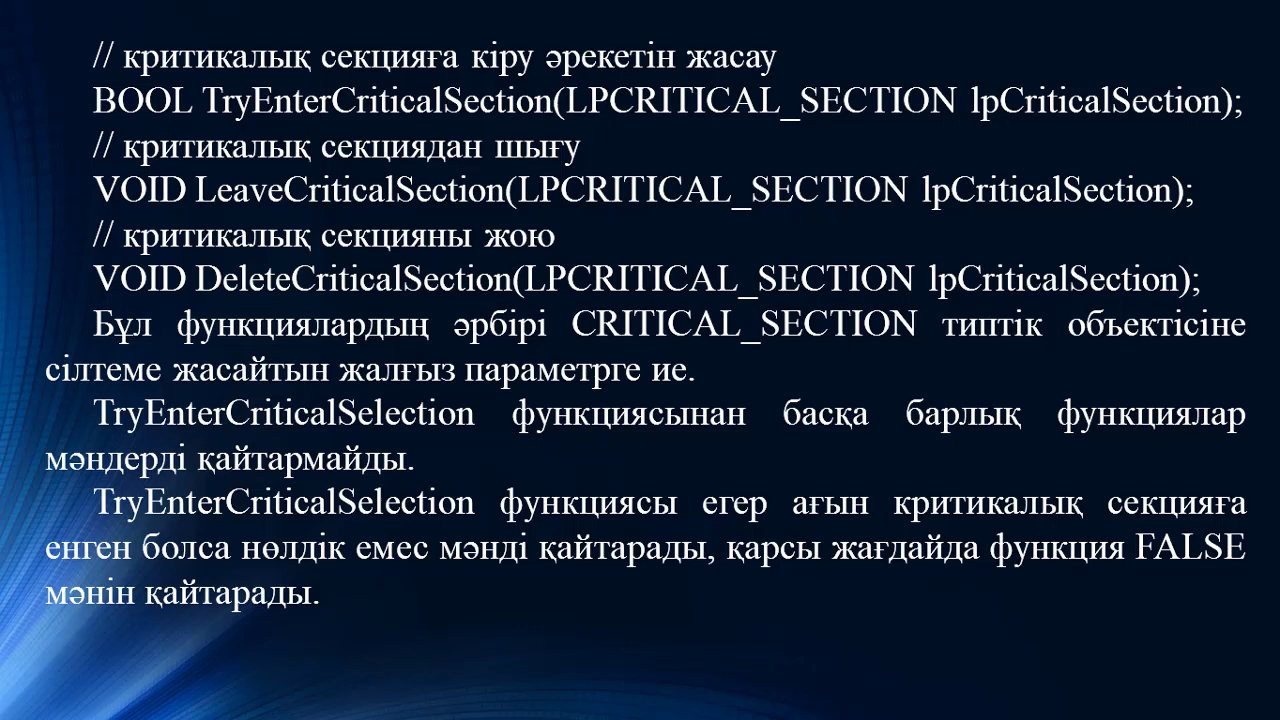 // критикалық секцияға кіру әрекетін жасау
BOOL TryEnterCriticalSection(LPCRITICAL_SECTION lpCriticalSection);
// критикалық секциядан шығу
VOID LeaveCriticalSection(LPCRITICAL_SECTION lpCriticalSection);
// критикалық секцияны жою
VOID DeleteCriticalSection(LPCRITICAL_SECTION lpCriticalSection);
Бұл функциялардың әрбірі CRITICAL_SECTION типтік объектісіне
сілтеме жасайтын жалғыз параметрге ие.
TryEnterCriticalSelection функциясынан басқа барлық функциялар
мәндерді қайтармайды.
TryEnterCriticalSelection функциясы егер ағын критикалық секцияға
енген болса нөлдік емес мәнді қайтарады, қарсы жағдайда функция FALSE
мәнін қайтарады.